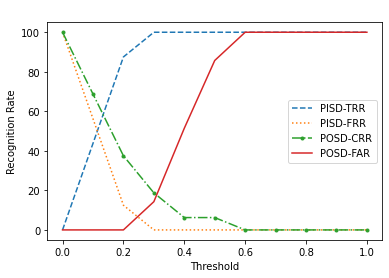 100
80
60
40
20
0
Recognition Rate
PISD-TRR
PISD-FRR
POSD-CRR
POSD-FAR
0.0 0.2 0.4 0.6 0.8 1.0
Threshold